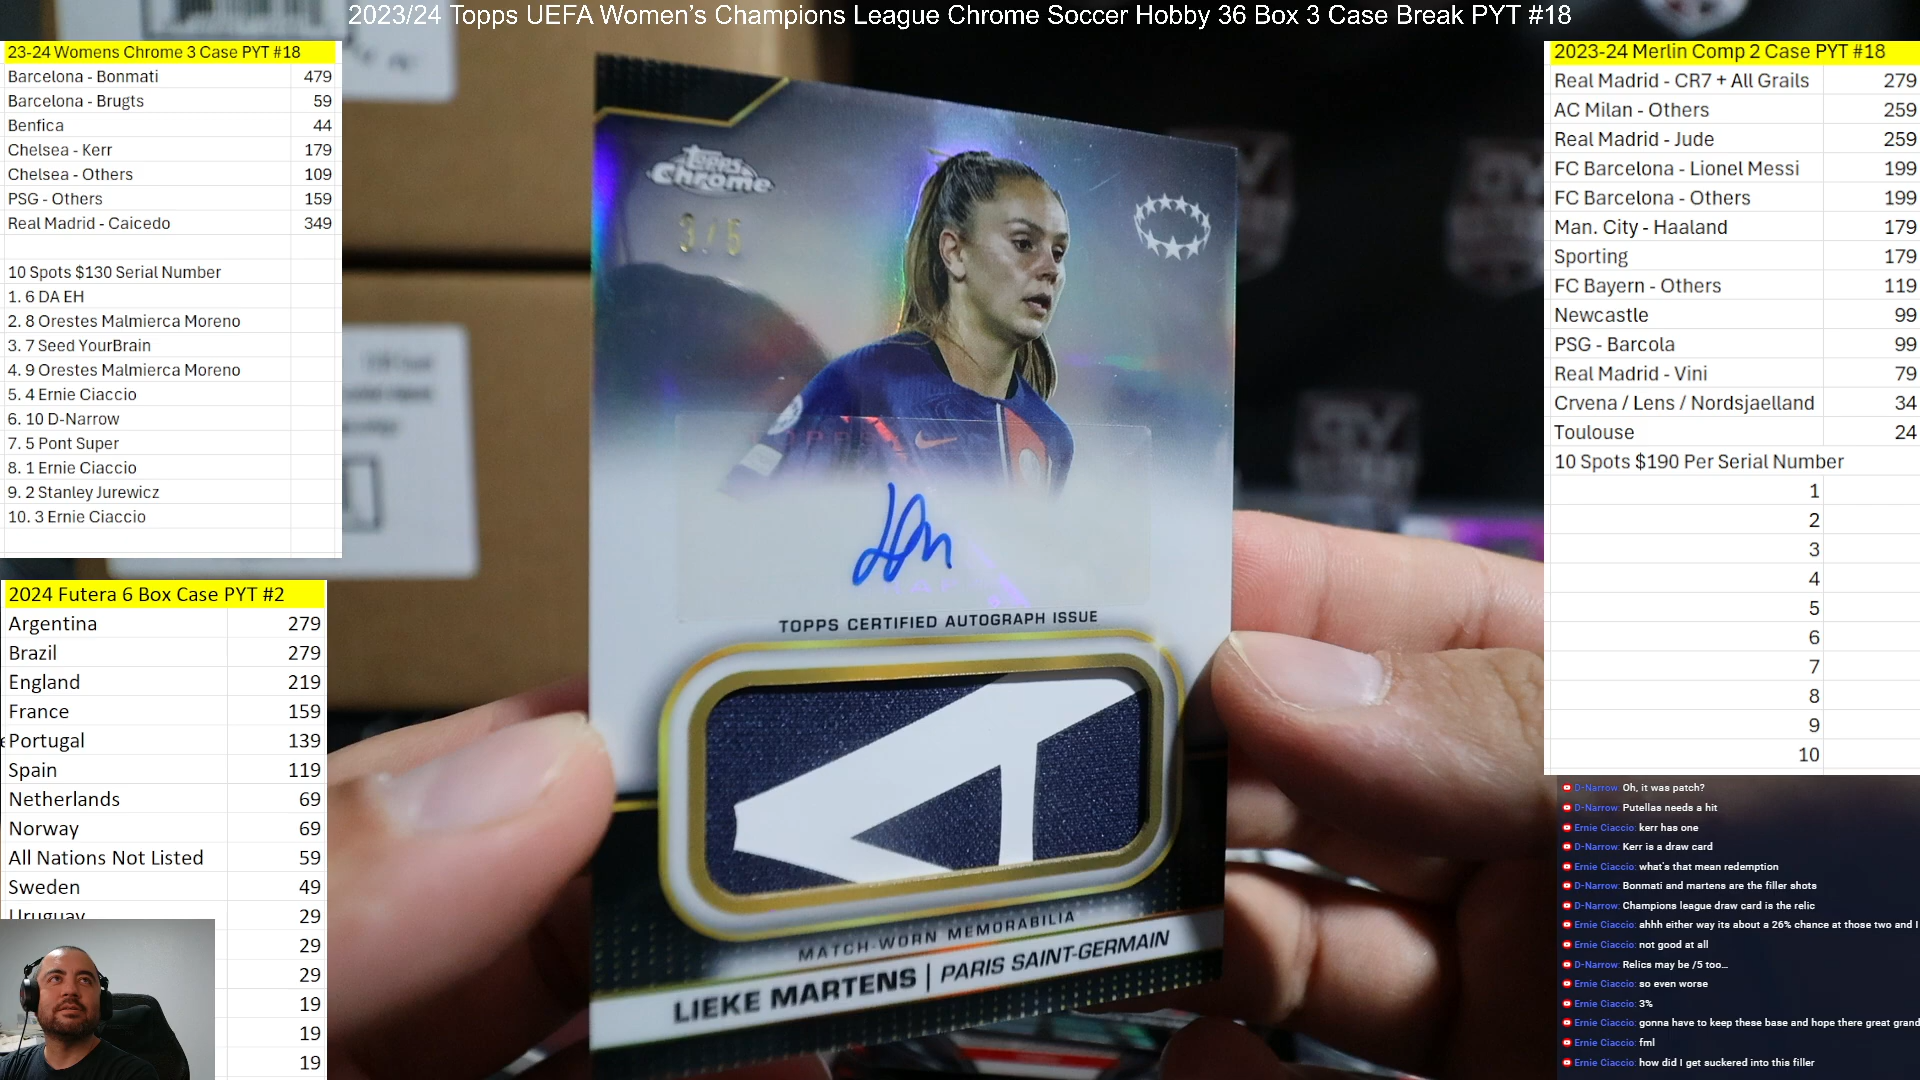 2023/24 Topps UEFA Women's Champions League Chrome Soccer Hobby 36 Box 3 Case Break PYT #18
23-24 Womens Chrome 3 Case PYT #18
Barcelona - Bonmati 479
Barcelona - Brugts 59
Benfica 44
Chelsea - Kerr 179
Chelsea - Others 109
PSG - Others 159
Real Madrid - Caicedo 349
10 Spots $130 Serial Number
1. 6 DA EH
2. 8 Orestes Malmierca Moreno
3. 7 Seed YourBrain
4. 9 Orestes Malmierca Moreno
5. 4 Ernie Ciaccio
6. 10 D-Narrow
7. 5 Pont Super
8. 1 Ernie Ciaccio
9. 2 Stanley Jurewicz
10. 3 Ernie Ciaccio
2024 Futera 6 Box Case PYT #2
Argentina 279
Brazil 279
England 219
France 159
Portugal 139
Spain 119
Netherlands 69
Norway 69
All Nations Not Listed 59
Sweden 49
Uruguay 29
29
29
19
19
19
Topps
Chrome
3/5
TOPPS CERTIFIED AUTOGRAPH ISSUE
MATCH-WORN MEMORABILIA
LIEKE MARTENS | PARIS SAINT-GERMAIN
2023-24 Merlin Comp 2 Case PYT #18
Real Madrid - CR7 + All Grails 279
AC Milan - Others 259
Real Madrid - Jude 259
FC Barcelona - Lionel Messi 199
FC Barcelona - Others 199
Man. City - Haaland 179
Sporting 179
FC Bayern - Others 119
Newcastle 99
PSG - Barcola 99
Real Madrid - Vini 79
Crvena / Lens / Nordsjaelland 34
Toulouse 24
10 Spots $190 Per Serial Number
1
2
3
4
5
6
7
8
9
10
D-Narrow: Oh, it was patch?
D-Narrow: Putellas needs a hit
Ernie Ciaccio: kerr has one
D-Narrow: Kerr is a draw card
Ernie Ciaccio: what's that mean redemption
D-Narrow: Bonmati and martens are the filler shots
D-Narrow: Champions league draw card is the relic
Ernie Ciaccio: ahhh either way its about a 26% chance at those two and I
Ernie Ciaccio: not good at all
D-Narrow: Relics may be /5 too...
Ernie Ciaccio: so even worse
Ernie Ciaccio: 3%
Ernie Ciaccio: gonna have to keep these base and hope there great grand
Ernie Ciaccio: fml
Ernie Ciaccio: how did I get suckered into this filler